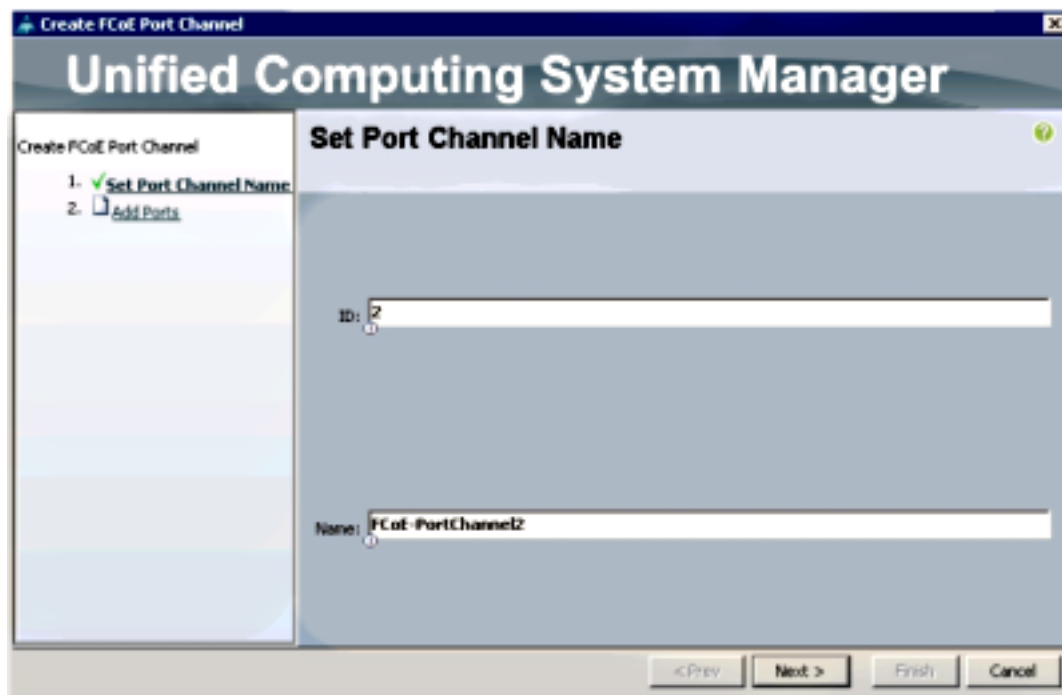 Create FCoE Port Channel
Unified Computing System Manager
Create FCoE Port Channel
1. Set Port Channel Name
2. Add Ports
Set Port Channel Name
?
ID: 2
Name: FCoE-PortChannel2
< Prev
Next >
Finish
Cancel